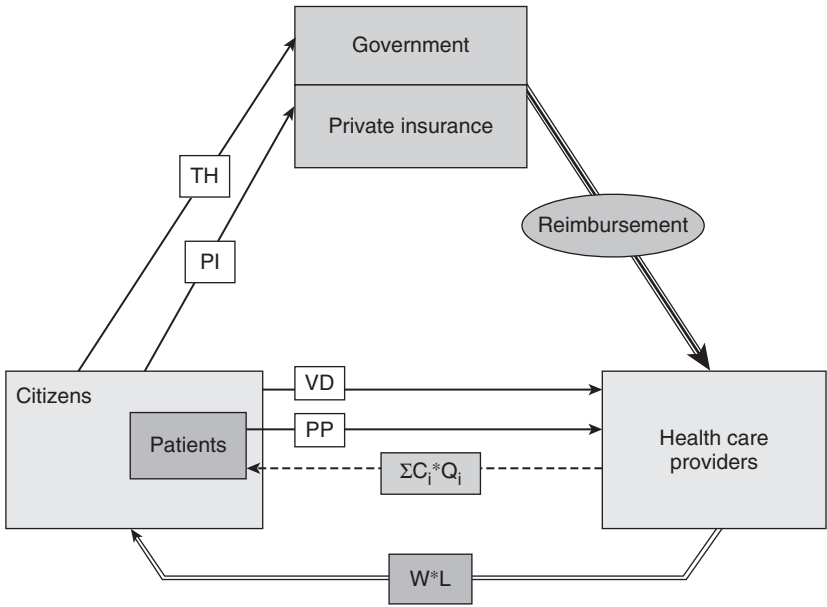 Government
Private insurance
TH
Reimbursement
PI
Citizens
VD
Patients
PP
Health care
providers
ΣCᵢ*Qᵢ
W*L